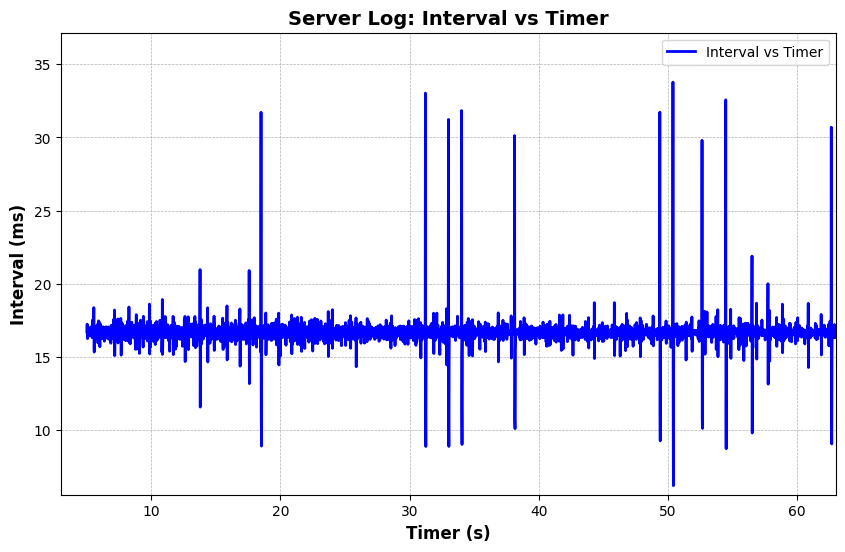 Server Log: Interval vs Timer
Interval vs Timer
35
30
25
20
15
10
Interval (ms)
10 20 30 40 50 60
Timer (s)